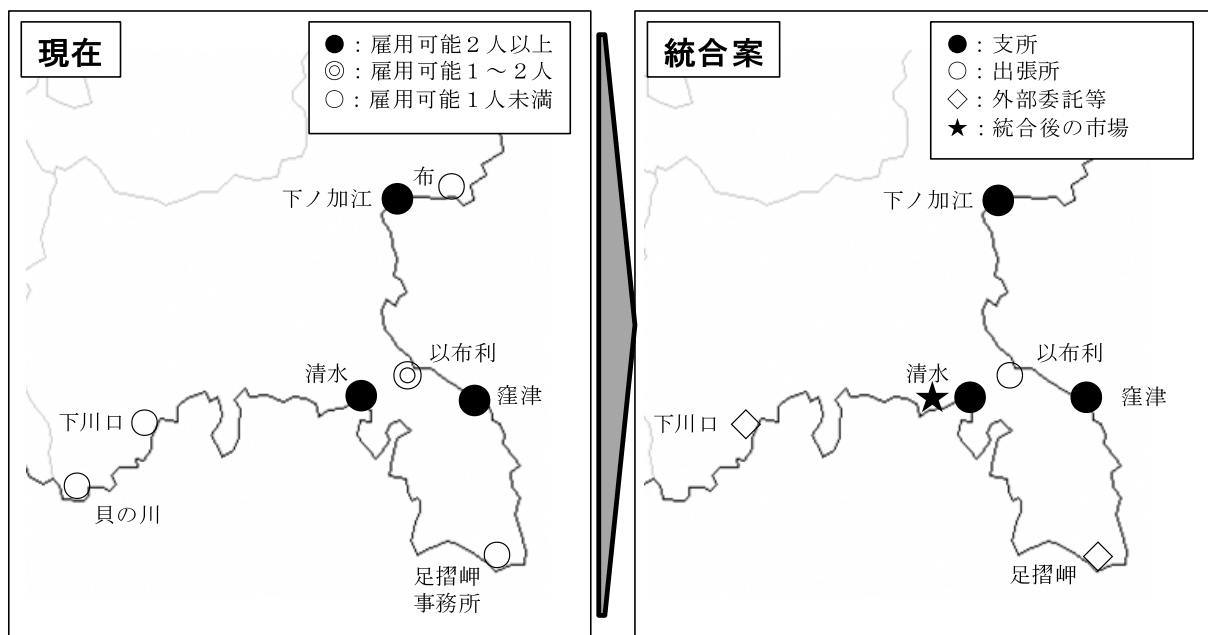 現在
●：雇用可能２人以上
◎：雇用可能１～２人
○：雇用可能１人未満
布
下ノ加江
以布利
清水
窪津
下川口
貝の川
足摺岬
事務所
統合案
●：支所
○：出張所
◇：外部委託等
★：統合後の市場
下ノ加江
以布利
清水
窪津
下川口
足摺岬